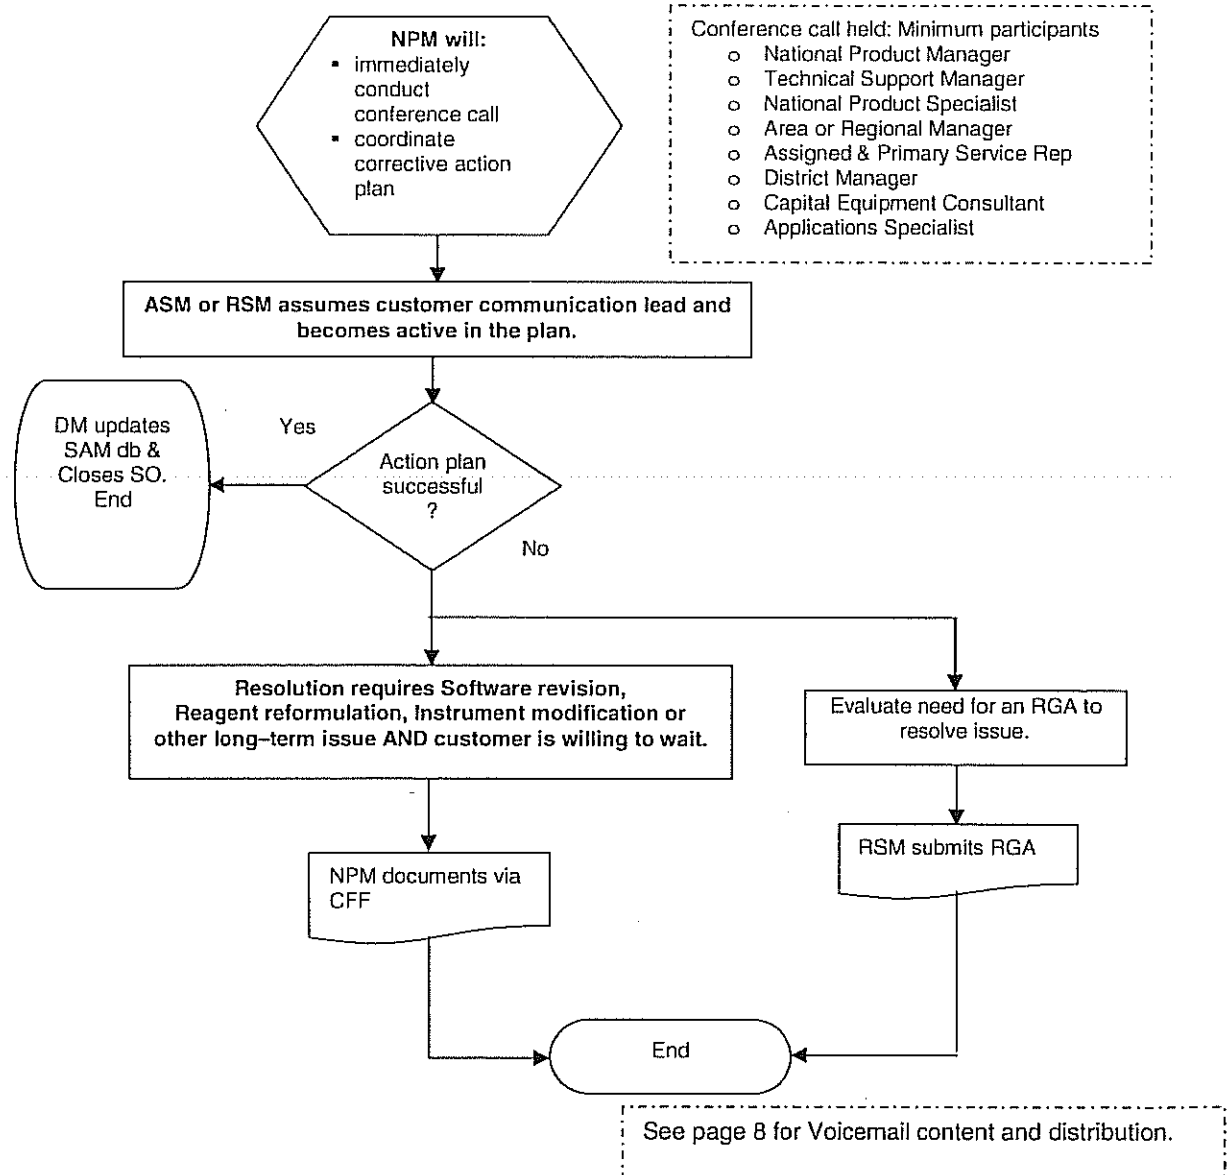 NPM will:
▪ immediately
conduct
conference call
▪ coordinate
corrective action
plan
Conference call held: Minimum participants
o National Product Manager
o Technical Support Manager
o National Product Specialist
o Area or Regional Manager
o Assigned & Primary Service Rep
o District Manager
o Capital Equipment Consultant
o Applications Specialist
ASM or RSM assumes customer communication lead and
becomes active in the plan.
DM updates
SAM db &
Closes SO.
End
Yes
Action plan
successful
?
No
Resolution requires Software revision,
Reagent reformulation, Instrument modification or
other long–term issue AND customer is willing to wait.
Evaluate need for an RGA to
resolve issue.
NPM documents via
CFF
RSM submits RGA
End
See page 8 for Voicemail content and distribution.